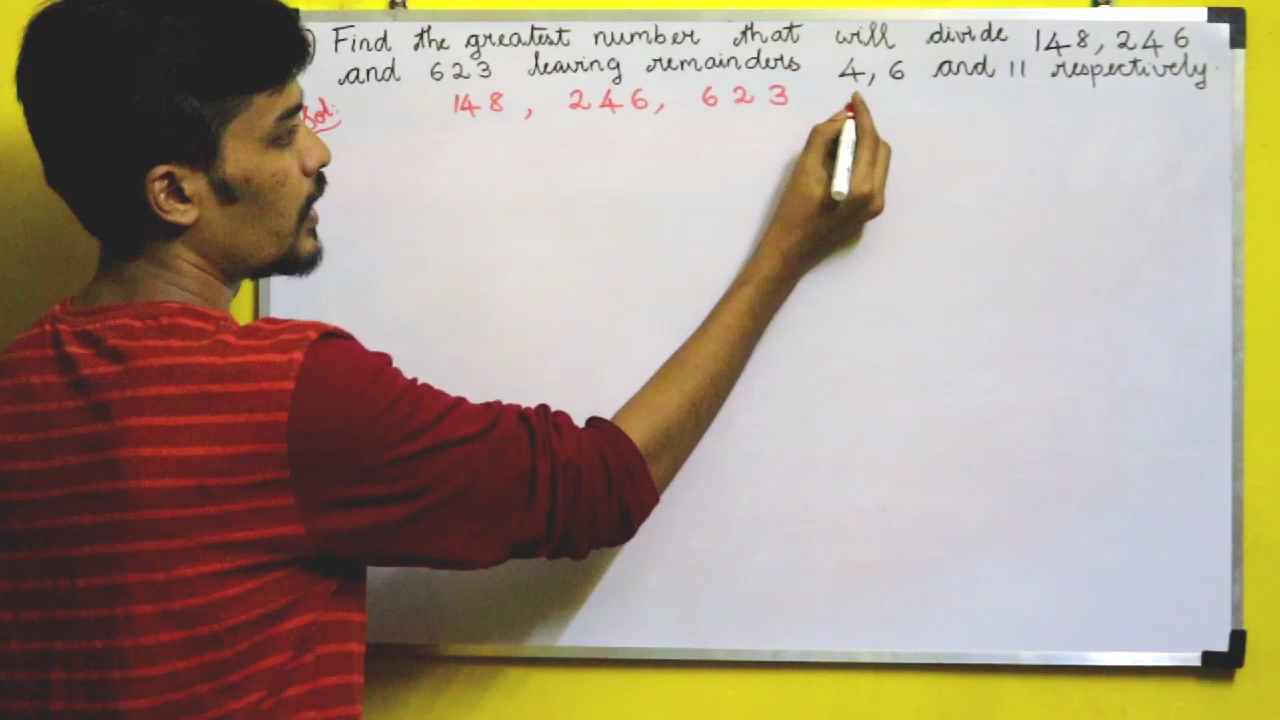 ) Find the greatest number that will divide 148, 246
and 623 leaving remainders 4, 6 and 11 respectively.
Sol:
148, 246, 623